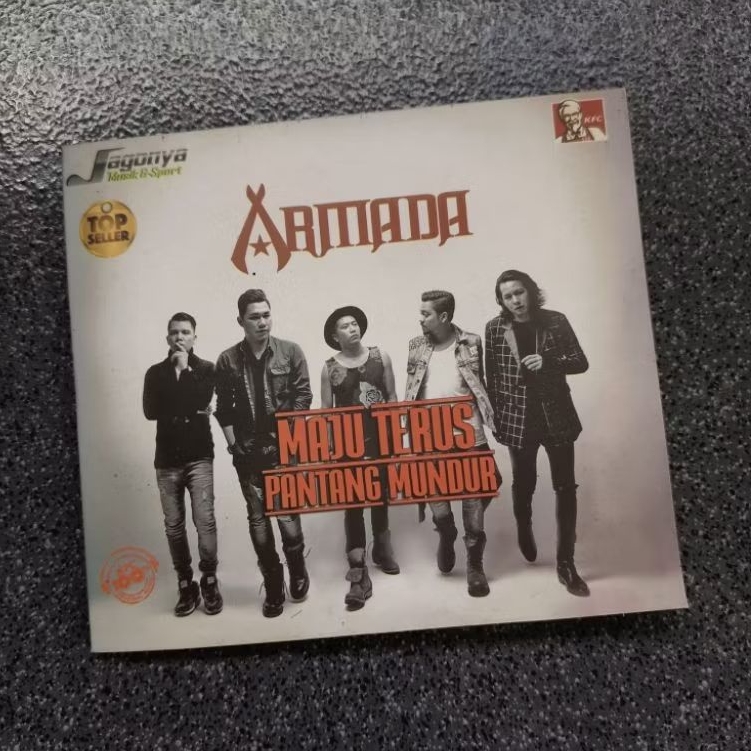 Jagonya
Musik & Sport
KFC
TOP
SELLER
ARMADA
MAJU TERUS
PANTANG MUNDUR